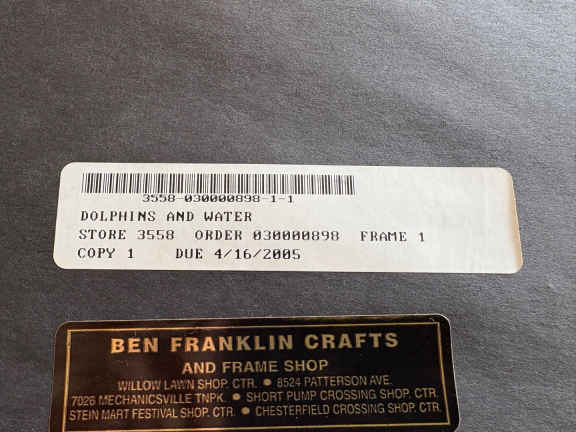 3558-030000898-1-1
DOLPHINS AND WATER
STORE 3558 ORDER 030000898 FRAME 1
COPY 1 DUE 4/16/2005
BEN FRANKLIN CRAFTS
AND FRAME SHOP
WILLOW LAWN SHOP. CTR. ● 8524 PATTERSON AVE.
7026 MECHANICSVILLE TNPK. ● SHORT PUMP CROSSING SHOP. CTR.
STEIN MART FESTIVAL SHOP. CTR. ● CHESTERFIELD CROSSING SHOP. CTR.